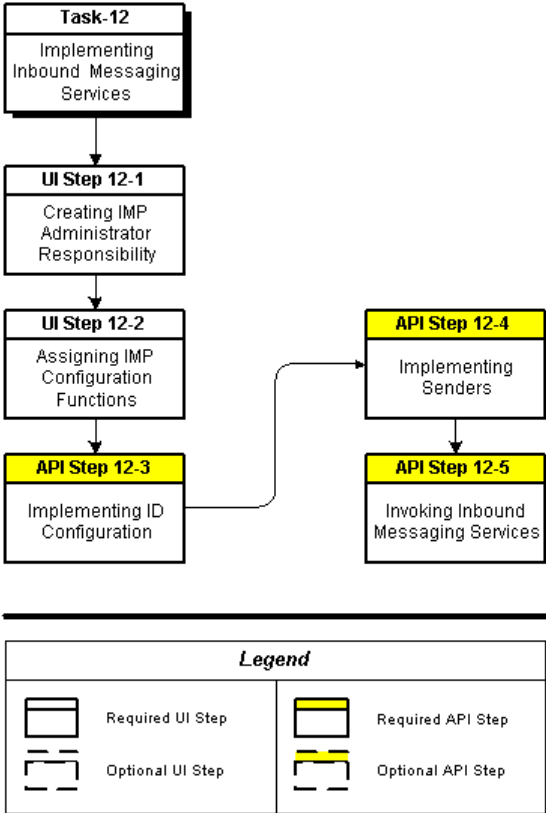 Task-12
Implementing
Inbound Messaging
Services
UI Step 12-1
Creating IMP
Administrator
Responsibility
UI Step 12-2
Assigning IMP
Configuration
Functions
API Step 12-3
Implementing ID
Configuration
API Step 12-4
Implementing
Senders
API Step 12-5
Invoking Inbound
Messaging Services
Legend
Required UI Step
Required API Step
Optional UI Step
Optional API Step